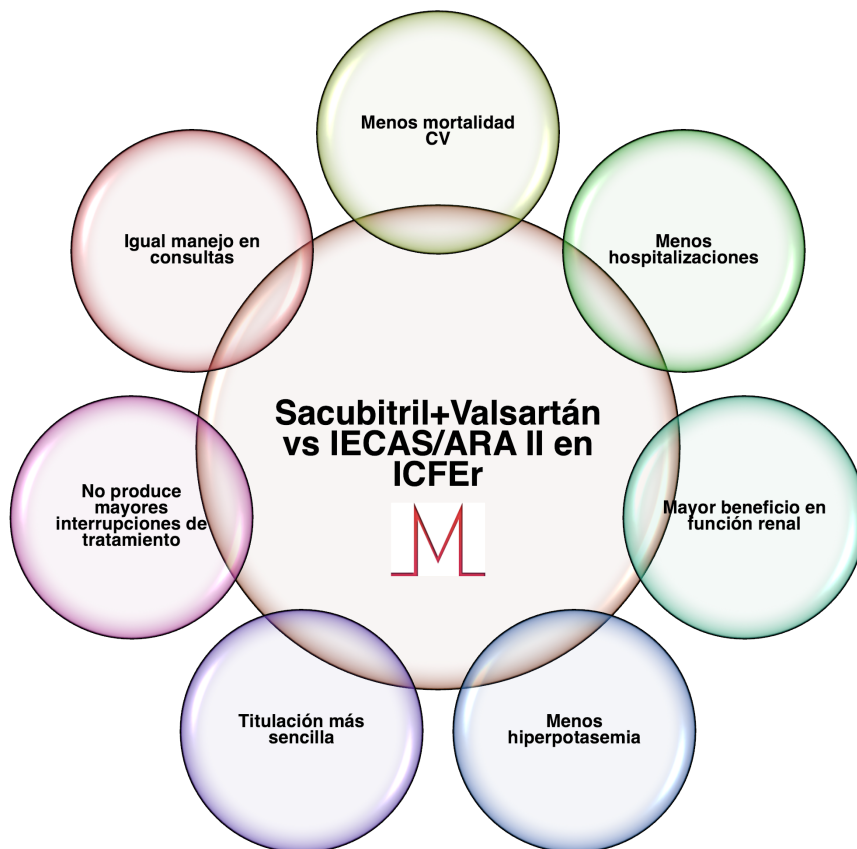 Sacubitril+Valsartán
vs IECAS/ARA II en
ICFEr
Menos mortalidad
CV
Menos
hospitalizaciones
Mayor beneficio en
función renal
Menos
hiperpotasemia
Titulación más
sencilla
No produce
mayores
interrupciones de
tratamiento
Igual manejo en
consultas